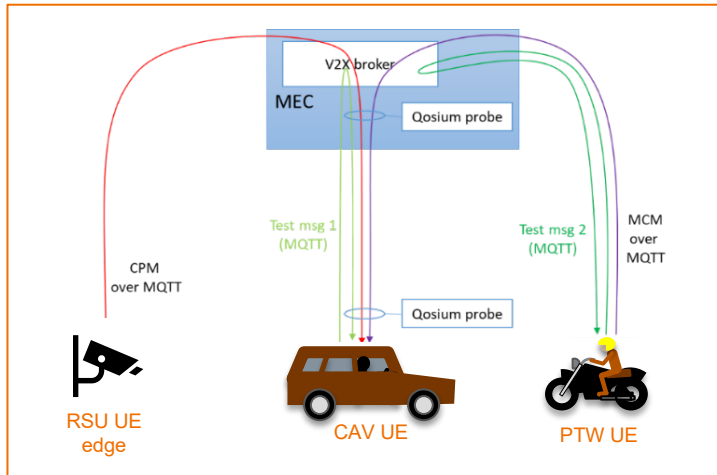 V2X broker
MEC
Qosium probe
Test msg 1
(MQTT)
Test msg 2
(MQTT)
MCM
over
MQTT
CPM
over MQTT
Qosium probe
RSU UE
edge
CAV UE
PTW UE